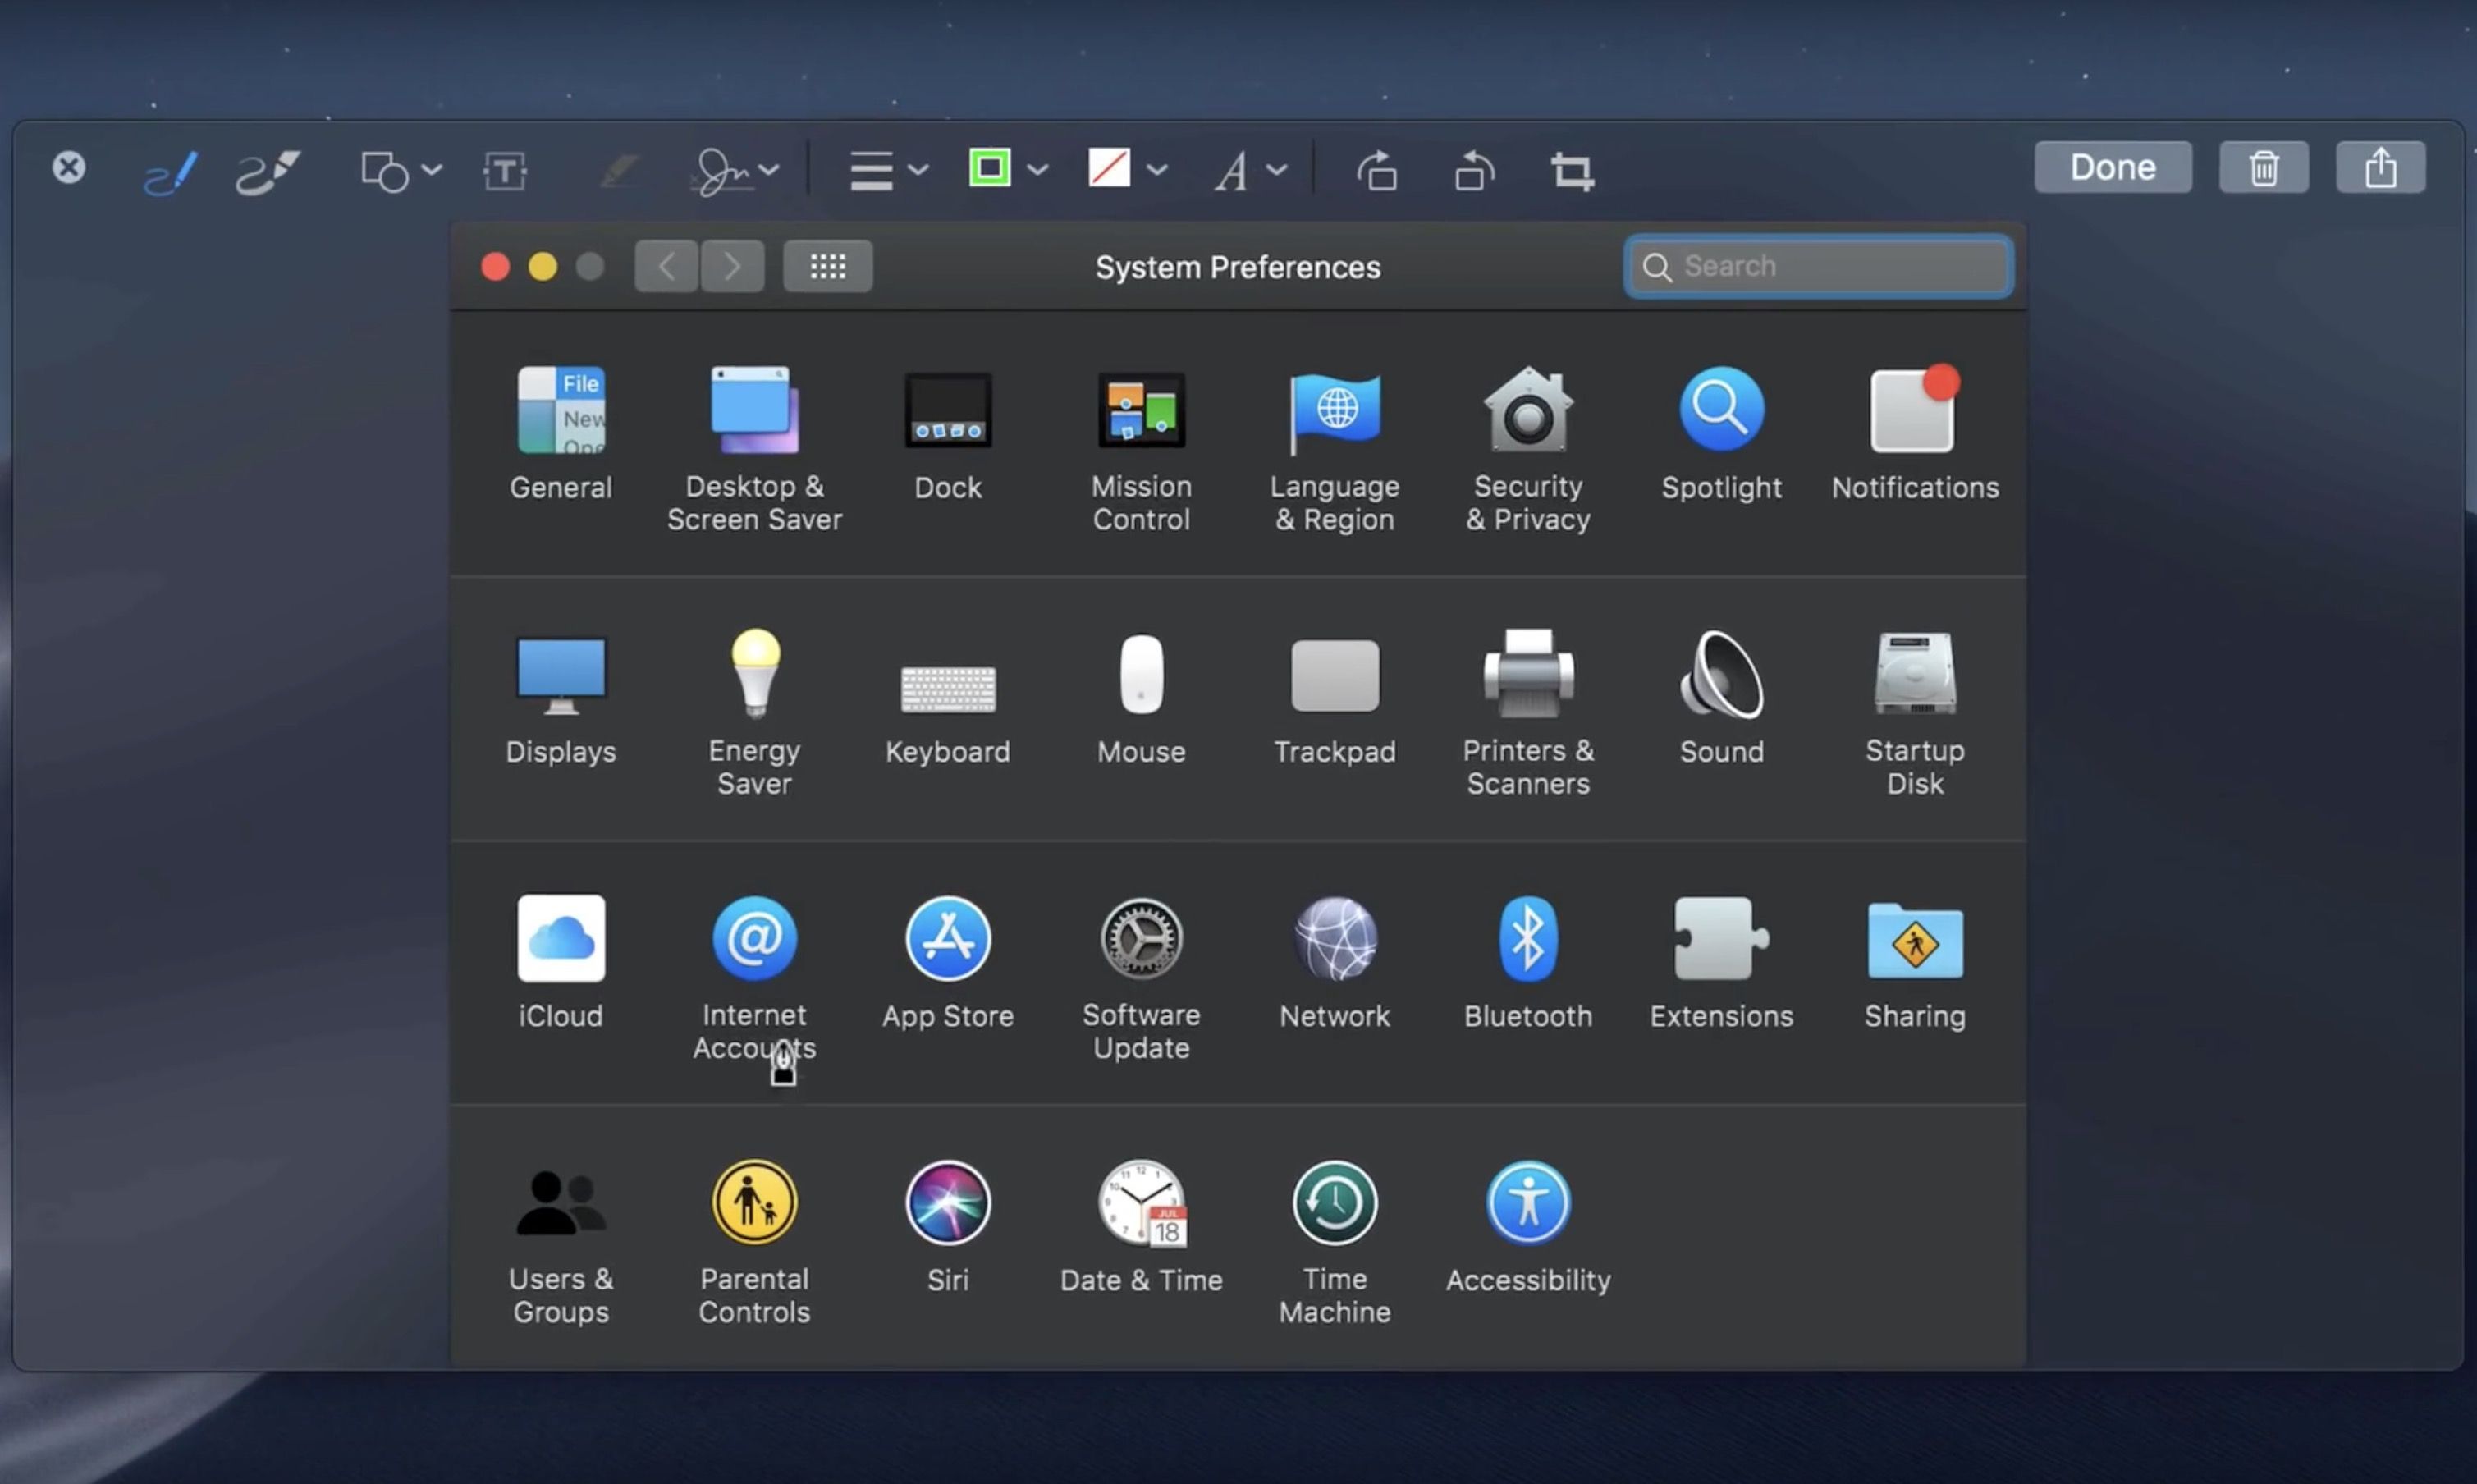 Done
System Preferences
Search
File
New
Ope
General
Desktop &
Screen Saver
Dock
Mission
Control
Language
& Region
Security
& Privacy
Spotlight
Notifications
Displays
Energy
Saver
Keyboard
Mouse
Trackpad
Printers &
Scanners
Sound
Startup
Disk
iCloud
Internet
Accounts
App Store
Software
Update
Network
Bluetooth
Extensions
Sharing
JUL
18
Users &
Groups
Parental
Controls
Siri
Date & Time
Time
Machine
Accessibility